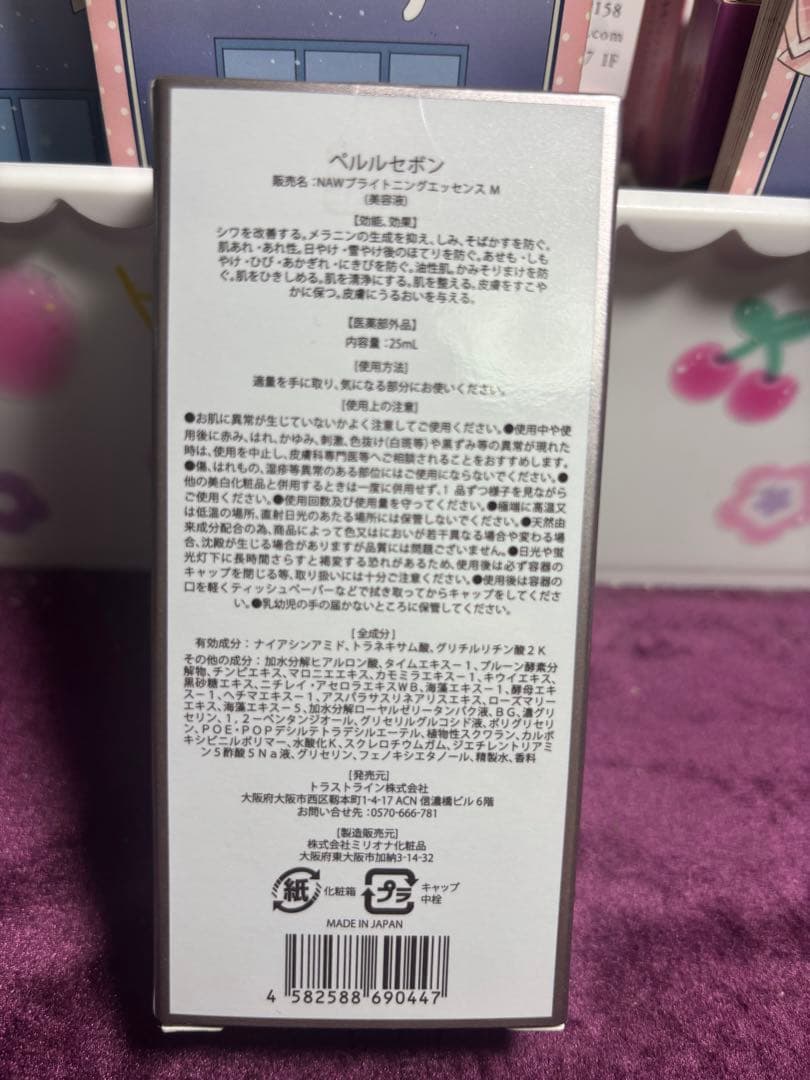 158
.com
7 IF
ペルルセボン
販売名：NAWブライトニングエッセンス M
(美容液)
【効能、効果】
シワを改善する。メラニンの生成を抑え、しみ、そばかすを防ぐ。
肌あれ・あれ性。日やけ・雪やけ後のほてりを防ぐ。あせも・しも
やけ・ひび・あかぎれ・にきびを防ぐ。油性肌。かみそりまけを防
ぐ。肌をひきしめる。肌を清浄にする。肌を整える。皮膚をすこや
かに保つ。皮膚にうるおいを与える。
【医薬部外品】
内容量：25mL
［使用方法］
適量を手に取り、気になる部分にお使いください。
［使用上の注意］
●お肌に異常が生じていないかよく注意してご使用ください。●使用中や使
用後に赤み、はれ、かゆみ、刺激、色抜け(白斑等)や黒ずみ等の異常が現れた
時は、使用を中止し、皮膚科専門医等へご相談されることをおすすめします。
●傷、はれもの、湿疹等異常のある部位にはご使用にならないでください。●
他の美白化粧品と併用するときは一度に併用せず、1 品ずつ様子を見ながら
ご使用ください。●使用回数及び使用量を守ってください。●極端に高温又
は低温の場所、直射日光のあたる場所には保管しないでください。●天然由
来成分配合の為、商品によって色又はにおいが若干異なる場合や変わる場
合、沈殿が生じる場合がありますが品質には問題ございません。●日光や蛍
光灯下に長時間さらすと補変する恐れがあるため、使用後は必ず容器の
キャップを閉じる等、取り扱いには十分ご注意ください。●使用後は容器の
口を軽くティッシュペーパーなどで拭き取ってからキャップをしてくださ
い。●乳幼児の手の届かないところに保管してください。
［全成分］
有効成分：ナイアシンアミド、トラネキサム酸、グリチルリチン酸２K
その他の成分：加水分解ヒアルロン酸、タイムエキス－1、プルーン酵素分
解物、チンピエキス、マロニエエキス、カモミラエキス－1、キウイエキス、
黒砂糖エキス、ニチレイ・アセロラエキスWB、海藻エキス－1、酵母エキ
ス－1、ヘチマエキス－1、アスパラサスリネアリスエキス、ローズマリー
エキス、海藻エキス－5、加水分解ローヤルゼリータンパク液、BG、濃グリ
セリン、1,2－ペンタンジオール、グリセリルグルコシド液、ポリグリセリ
ン、POE・POPデシルテトラデシルエーテル、植物性スクワラン、カルボ
キシビニルポリマー、水酸化K、スクレロチウムガム、ジエチレントリアミ
ン5酢酸5Na液、グリセリン、フェノキシエタノール、精製水、香料
［発売元］
トラストライン株式会社
大阪府大阪市西区靱本町1-4-17 ACN 信濃橋ビル 6階
お問い合せ先：0570-666-781
［製造販売元］
株式会社ミリオナ化粧品
大阪府東大阪市加納3-14-32
紙 化粧箱 プラ キャップ
中栓
MADE IN JAPAN
4 582588 690447